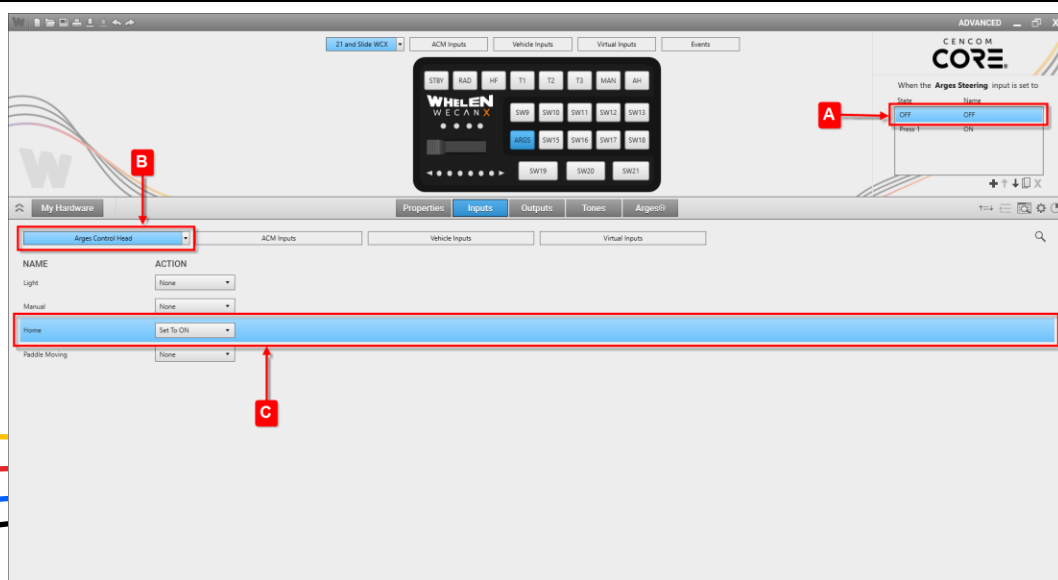 W ADVANCED
21 and Slide WCX ACM Inputs Vehicle Inputs Virtual Inputs Events
CENCOM
CORE®
When the Arges Steering input is set to
State Name
OFF OFF
Press 1 ON
A
STBY RAD HF T1 T2 T3 MAN AH
WHELEN
WECANX
SW9 SW10 SW11 SW12 SW13
ARGS SW15 SW16 SW17 SW18
SW19 SW20 SW21
W
B
My Hardware Properties Inputs Outputs Tones Arges®
Arges Control Head ACM Inputs Vehicle Inputs Virtual Inputs
NAME ACTION
Light None
Manual None
Home Set To ON
Paddle Moving None
C